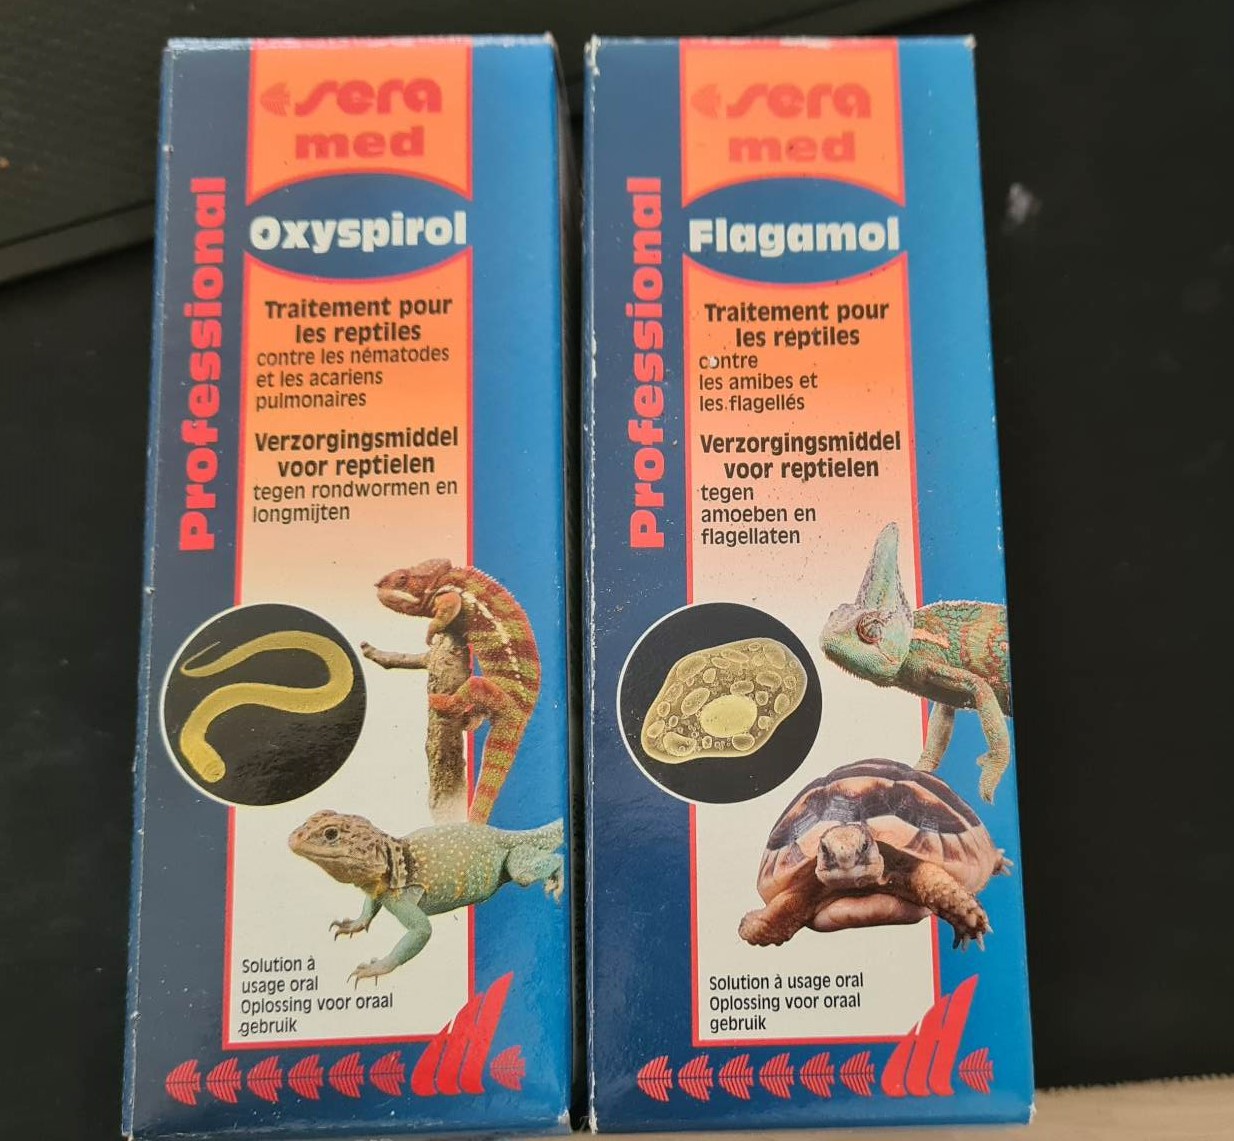 sera
med
Professional
Oxyspirol
Traitement pour
les reptiles
contre les nématodes
et les acariens
pulmonaires
Verzorgingsmiddel
voor reptielen
tegen rondwormen en
longmijten
Solution à
usage oral
Oplossing voor oraal
gebruik
sera
med
Professional
Flagamol
Traitement pour
les reptiles
contre
les amibes et
les flagellés
Verzorgingsmiddel
voor reptielen
tegen
amoeben en
flagellaten
Solution à usage oral
Oplossing voor oraal
gebruik